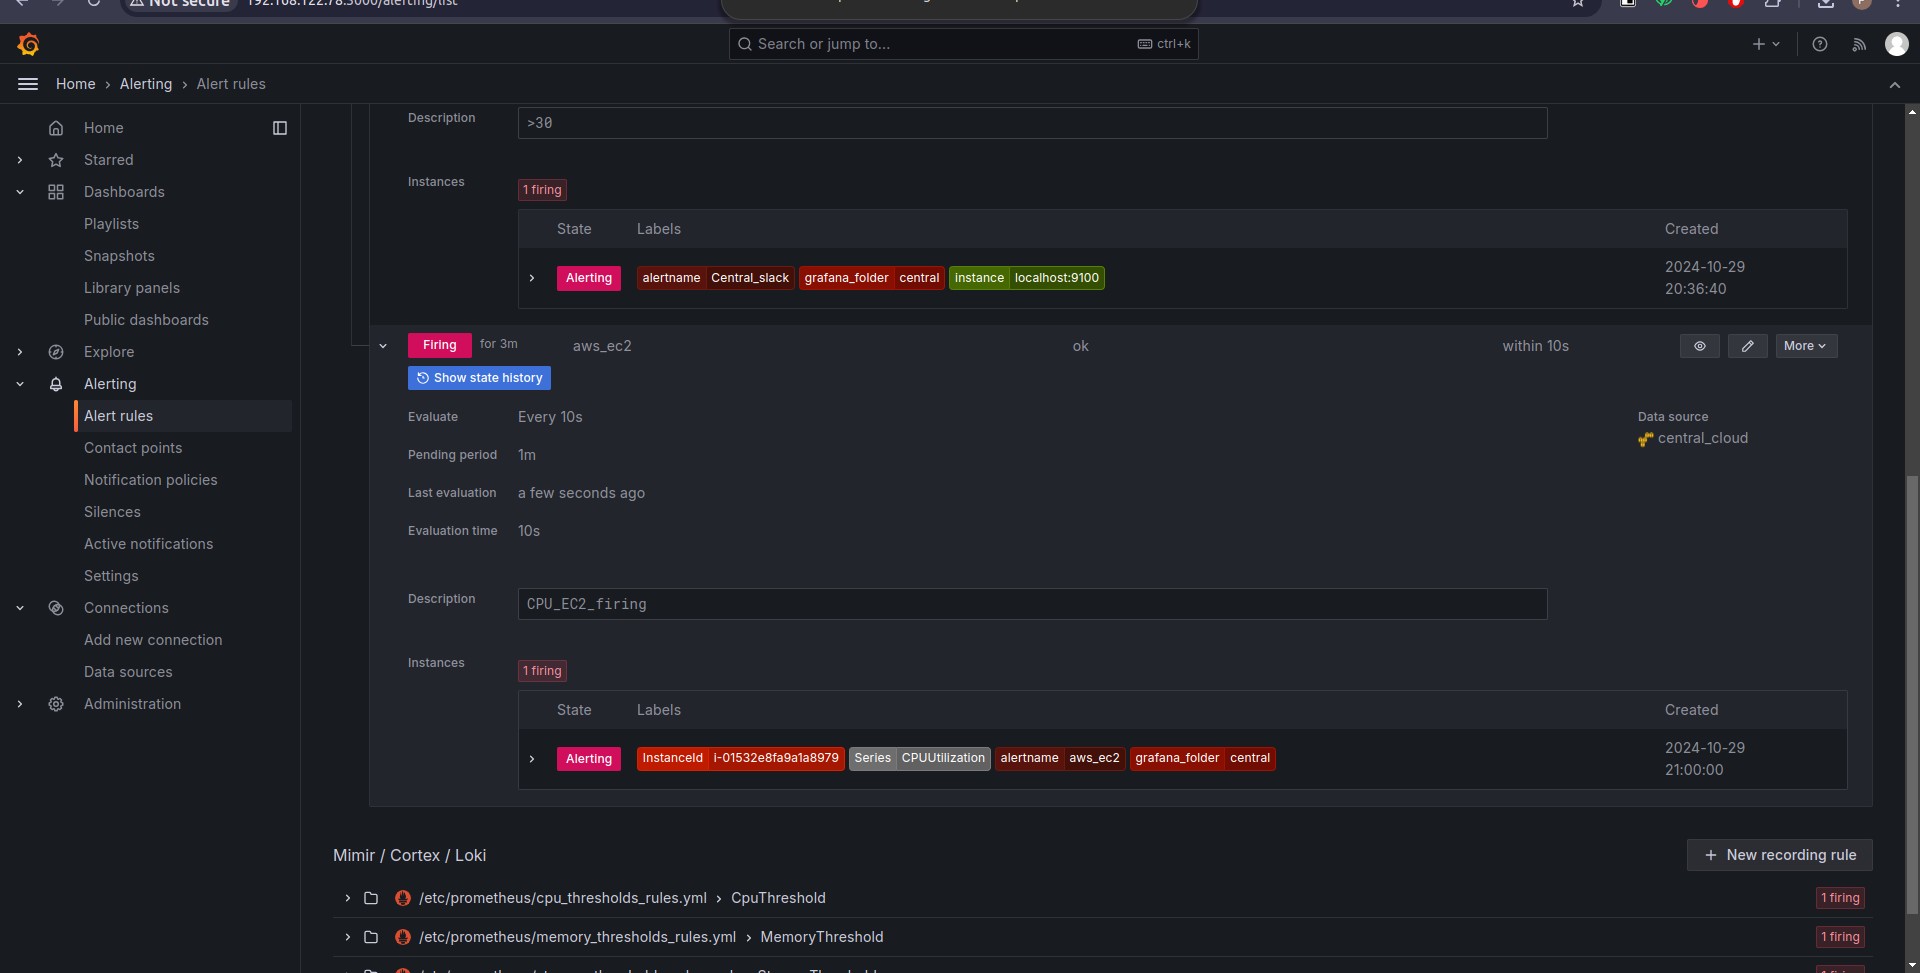 Not secure 192.168.122.78:3000/alerting/list
Search or jump to... ctrl+k
Home › Alerting › Alert rules
Home
Starred
Dashboards
Playlists
Snapshots
Library panels
Public dashboards
Explore
Alerting
Alert rules
Contact points
Notification policies
Silences
Active notifications
Settings
Connections
Add new connection
Data sources
Administration
Description >30
Instances 1 firing
State Labels Created
Alerting alertname Central_slack grafana_folder central instance localhost:9100 2024-10-29
20:36:40
Firing for 3m aws_ec2 ok within 10s More
Show state history
Evaluate Every 10s Data source
central_cloud
Pending period 1m
Last evaluation a few seconds ago
Evaluation time 10s
Description CPU_EC2_firing
Instances 1 firing
State Labels Created
Alerting InstanceId i-01532e8fa9a1a8979 Series CPUUtilization alertname aws_ec2 grafana_folder central 2024-10-29
21:00:00
Mimir / Cortex / Loki + New recording rule
/etc/prometheus/cpu_thresholds_rules.yml › CpuThreshold 1 firing
/etc/prometheus/memory_thresholds_rules.yml › MemoryThreshold 1 firing